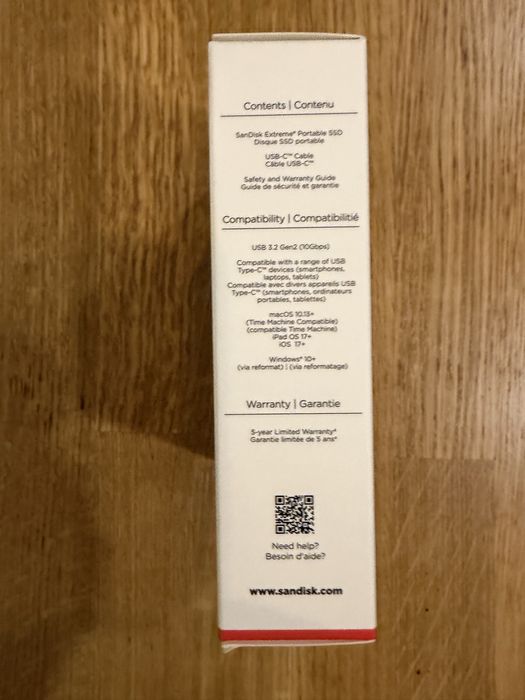 Contents | Contenu
SanDisk Extreme® Portable SSD
Disque SSD portable
USB-C™ Cable
Câble USB-C™
Safety and Warranty Guide
Guide de sécurité et garantie
Compatibility | Compatibilitié
USB 3.2 Gen2 (10Gbps)
Compatible with a range of USB
Type-C™ devices (smartphones,
laptops, tablets)
Compatible avec divers appareils USB
Type-C™ (smartphones, ordinateurs
portables, tablettes)
macOS 10.13+
(Time Machine Compatible)
(compatible Time Machine)
iPad OS 17+
iOS 17+
Windows® 10+
(via reformat) | (via reformatage)
Warranty | Garantie
5-year Limited Warranty⁴
Garantie limitée de 5 ans⁴
Need help?
Besoin d'aide?
www.sandisk.com